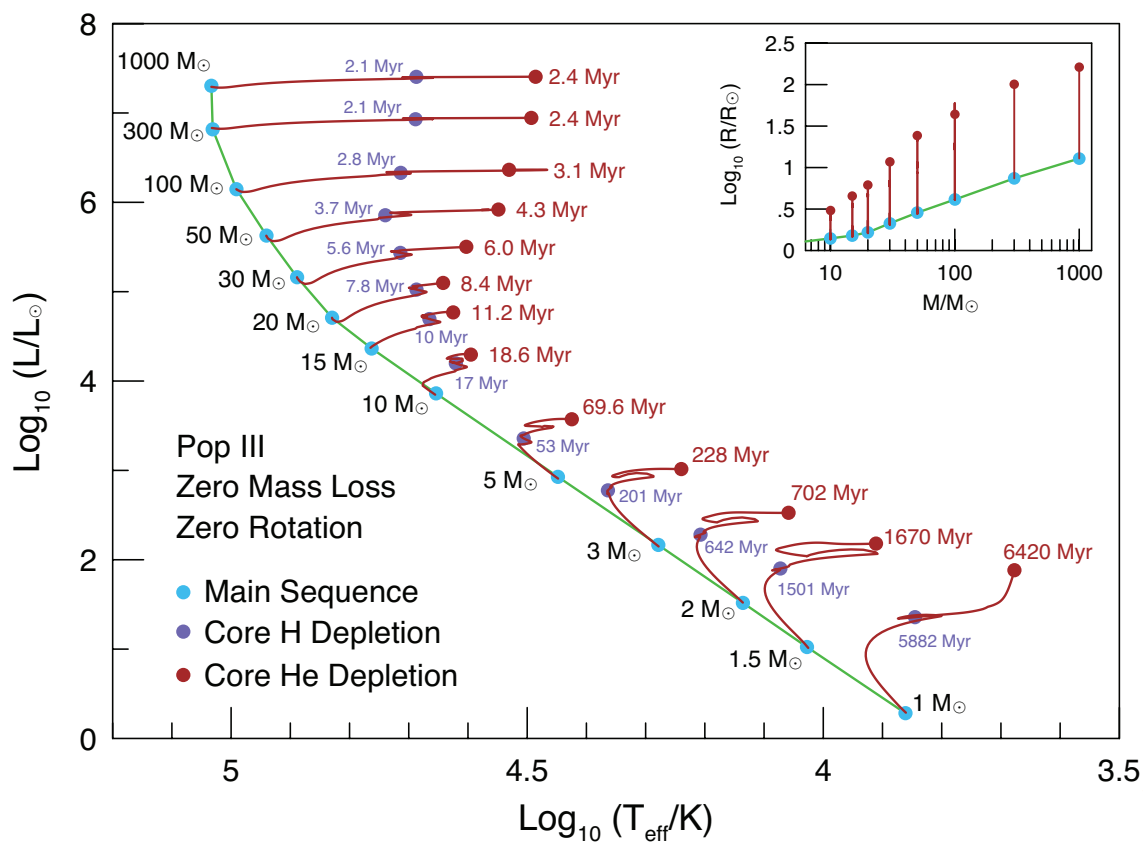 8
6
4
2
0
Log₁₀ (L/L☉)
5
4.5
4
3.5
Log₁₀ (T_eff/K)
1000 M☉
2.1 Myr
2.4 Myr
300 M☉
2.1 Myr
2.4 Myr
100 M☉
2.8 Myr
3.1 Myr
50 M☉
3.7 Myr
4.3 Myr
30 M☉
5.6 Myr
6.0 Myr
20 M☉
7.8 Myr
8.4 Myr
15 M☉
10 Myr
11.2 Myr
10 M☉
17 Myr
18.6 Myr
5 M☉
53 Myr
69.6 Myr
3 M☉
201 Myr
228 Myr
2 M☉
642 Myr
702 Myr
1.5 M☉
1501 Myr
1670 Myr
1 M☉
5882 Myr
6420 Myr
Pop III
Zero Mass Loss
Zero Rotation
Main Sequence
Core H Depletion
Core He Depletion
2.5
2
1.5
1
.5
0
Log₁₀ (R/R☉)
10
100
1000
M/M☉